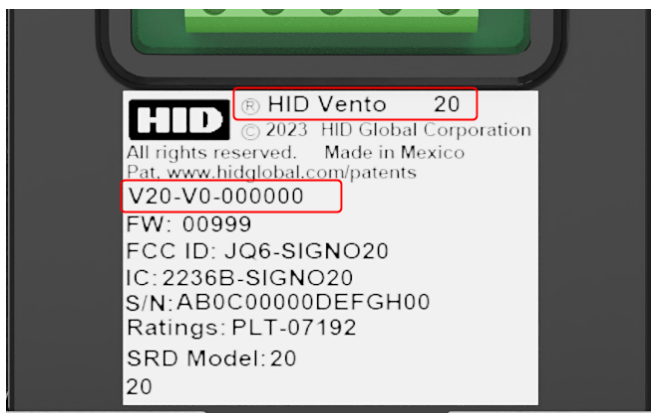 HID
® HID Vento 20
© 2023 HID Global Corporation
All rights reserved. Made in Mexico
Pat. www.hidglobal.com/patents
V20-V0-000000
FW: 00999
FCC ID: JQ6-SIGNO20
IC: 2236B-SIGNO20
S/N: AB0C00000DEFGH00
Ratings: PLT-07192
SRD Model: 20
20